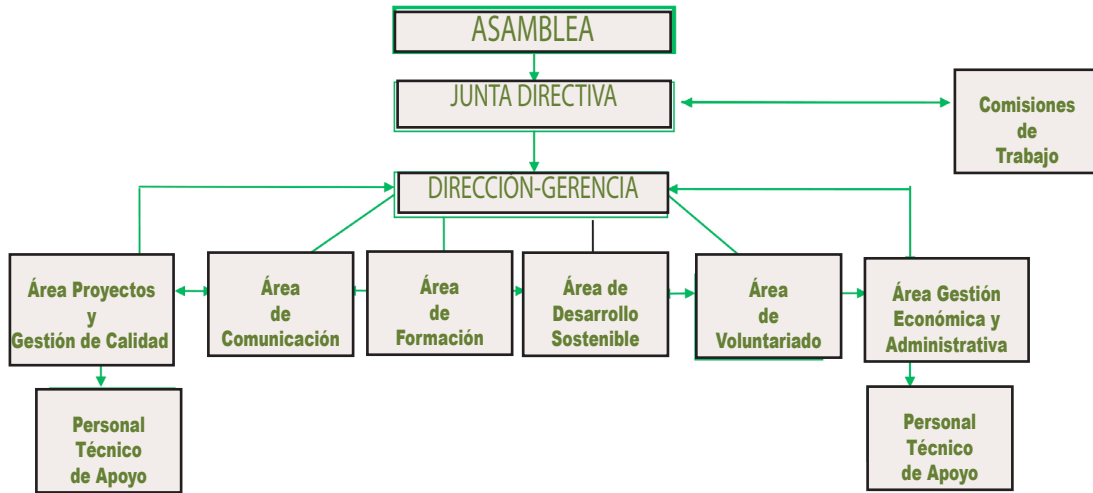 ASAMBLEA
JUNTA DIRECTIVA
Comisiones
de
Trabajo
DIRECCIÓN-GERENCIA
Área Proyectos
y
Gestión de Calidad
Área
de
Comunicación
Área
de
Formación
Área de
Desarrollo
Sostenible
Área
de
Voluntariado
Área Gestión
Económica y
Administrativa
Personal
Técnico
de Apoyo
Personal
Técnico
de Apoyo